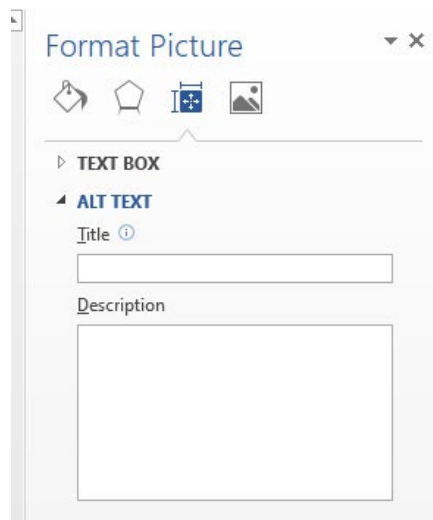 Format Picture
TEXT BOX
ALT TEXT
Title
Description